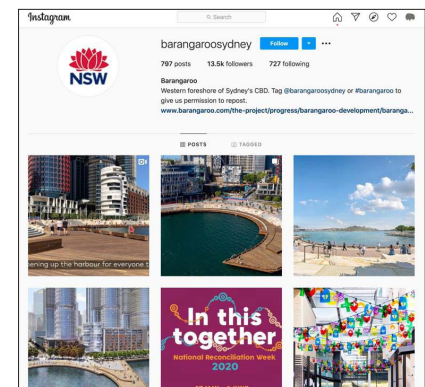 Instagram
Search
NSW
barangaroosydney Follow
797 posts 13.5k followers 727 following
Barangaroo
Western foreshore of Sydney's CBD. Tag @barangaroosydney or #barangaroo to
give us permission to repost.
www.barangaroo.com/the-project/progress/barangaroo-development/baranga...
POSTS TAGGED
ening up the harbour for everyone t
In this
together
National Reconciliation Week
2020